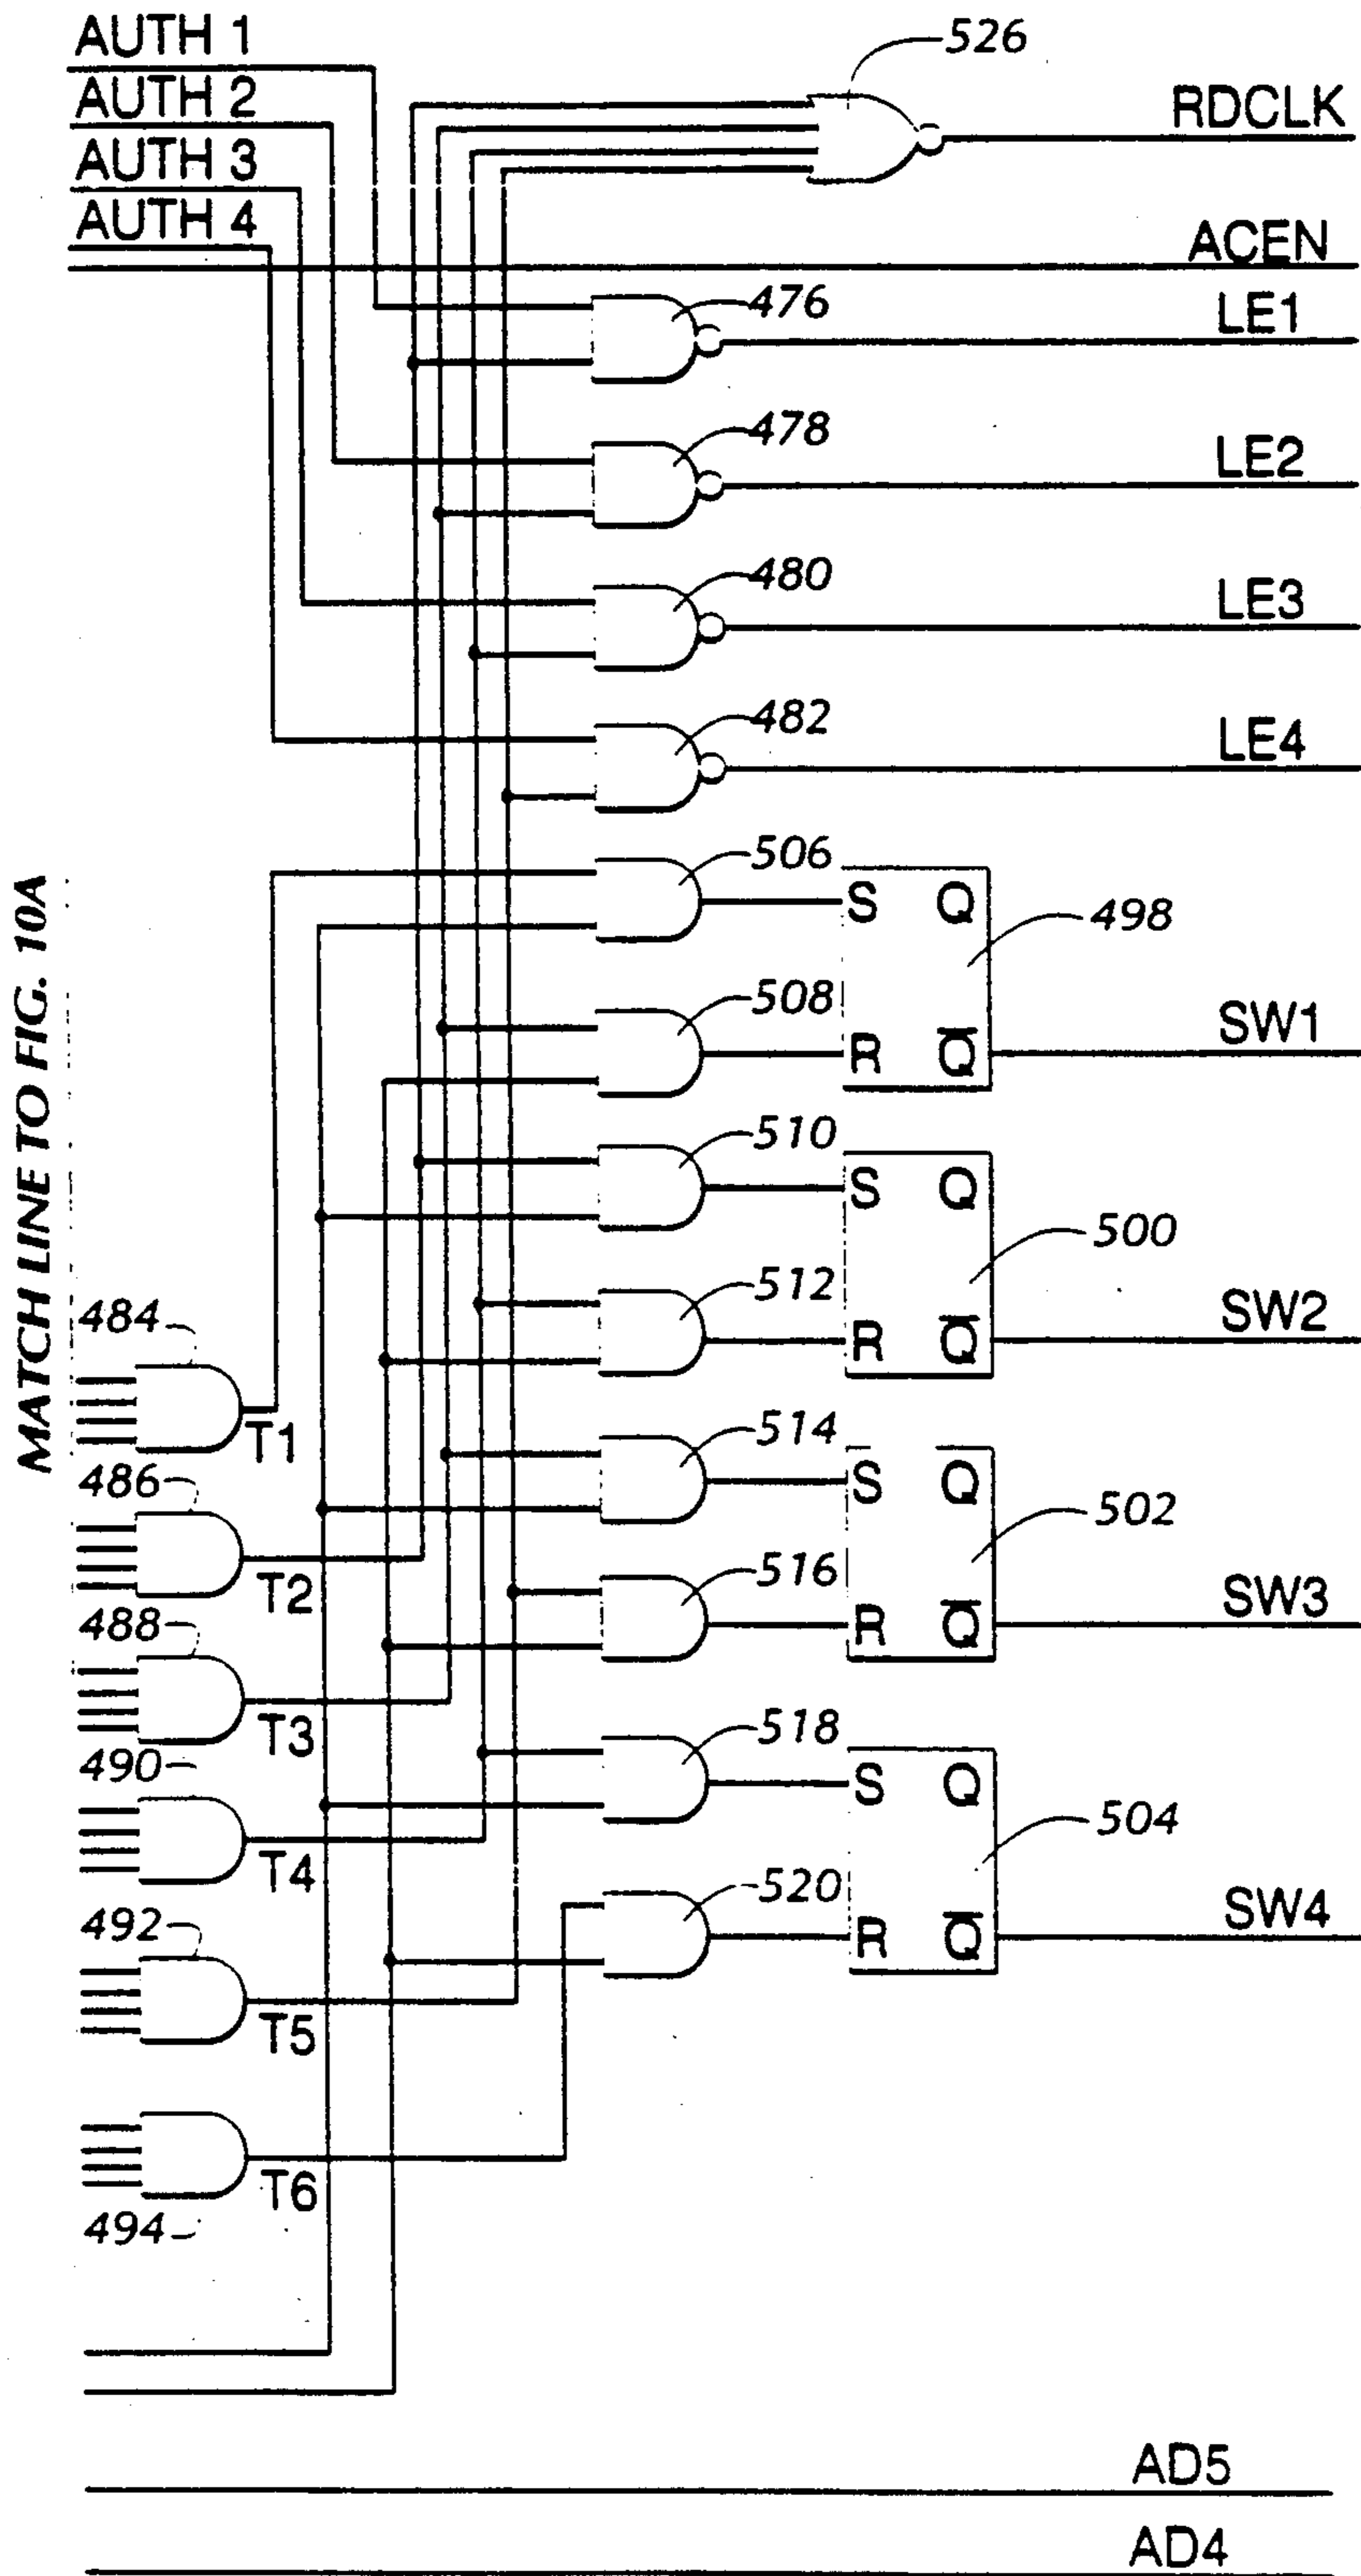 AUTH 1
526
AUTH 2
RDCLK
AUTH 3
AUTH 4
ACEN
476
LE1
478
LE2
480
LE3
482
LE4
506
S Q
498
508
SW1
R Q̅
510
S Q
500
512
SW2
R Q̅
MATCH LINE TO FIG. 10A
484
T1
514
S Q
502
486
T2
516
SW3
R Q̅
488
T3
518
S Q
490
504
T4
520
SW4
R Q̅
492
T5
T6
494
AD5
AD4